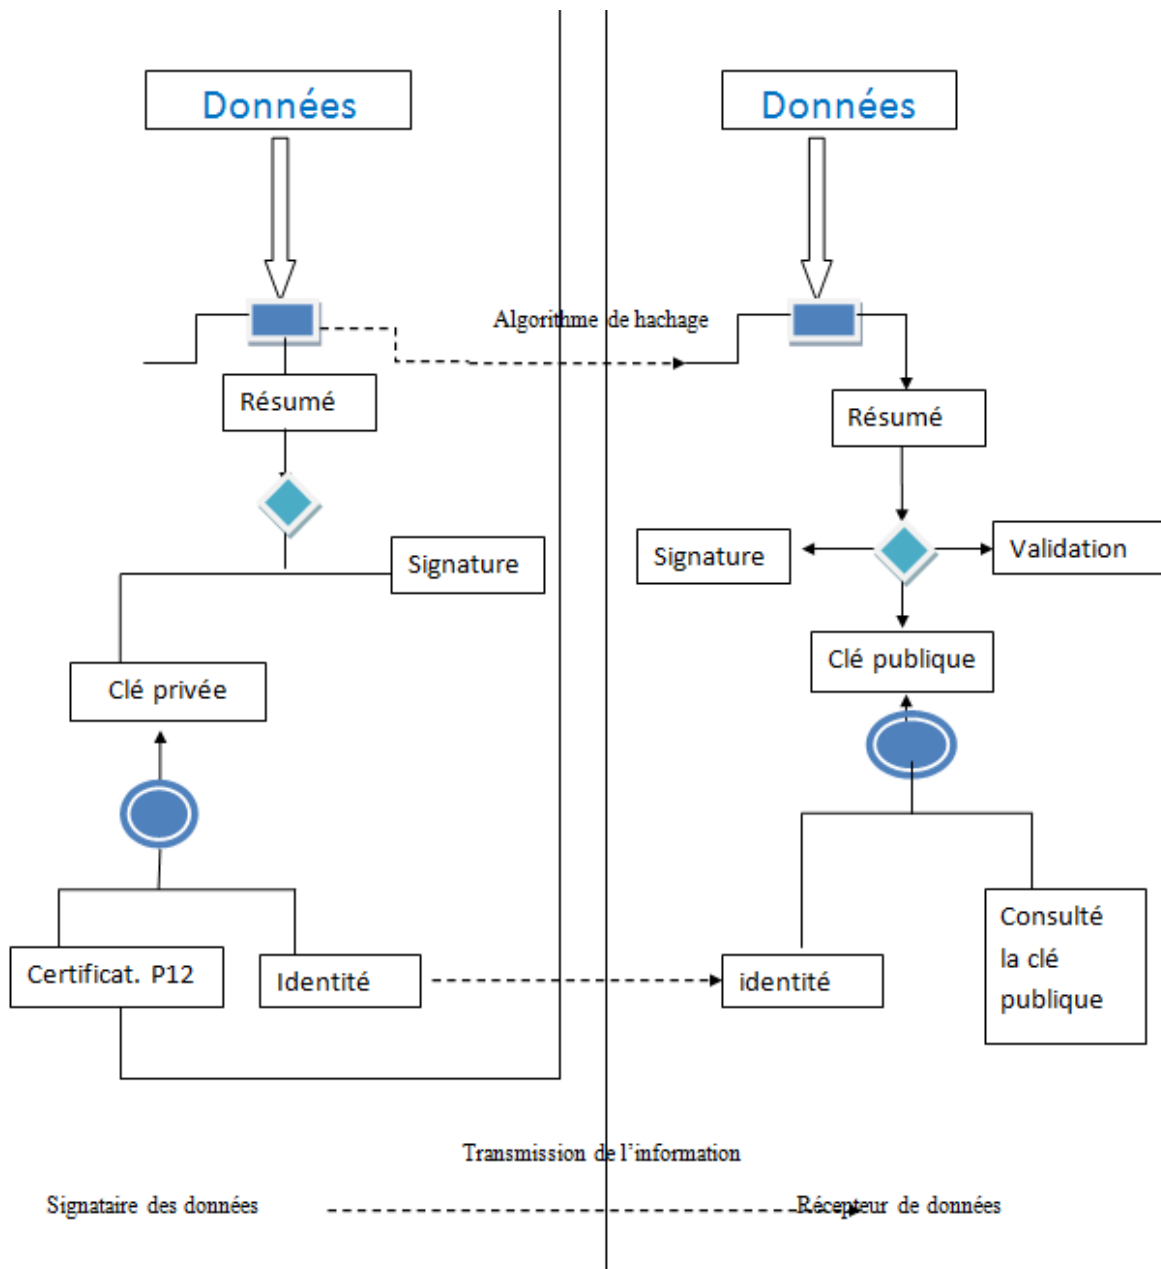 Données
Données
Algorithme de hachage
Résumé
Résumé
Signature
Signature
Validation
Clé privée
Clé publique
Certificat. P12
Identité
identité
Consulté
la clé
publique
Transmission de l'information
Signataire des données
Récepteur de données